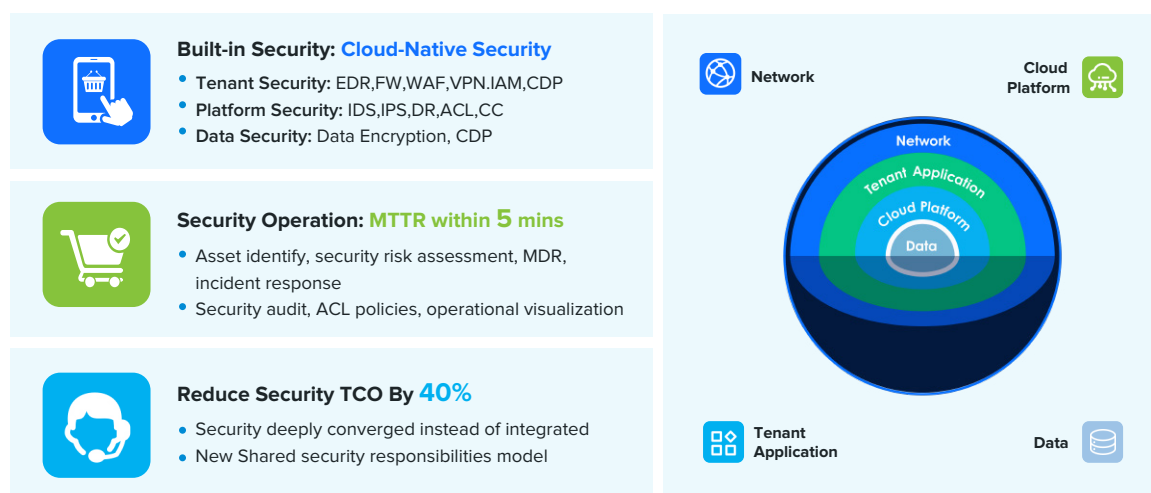 Built-in Security: Cloud-Native Security
Tenant Security: EDR,FW,WAF,VPN.IAM,CDP
Platform Security: IDS,IPS,DR,ACL,CC
Data Security: Data Encryption, CDP
Security Operation: MTTR within 5 mins
Asset identify, security risk assessment, MDR,
incident response
Security audit, ACL policies, operational visualization
Reduce Security TCO By 40%
Security deeply converged instead of integrated
New Shared security responsibilities model
Network
Cloud
Platform
Network
Tenant Application
Cloud Platform
Data
Tenant
Application
Data